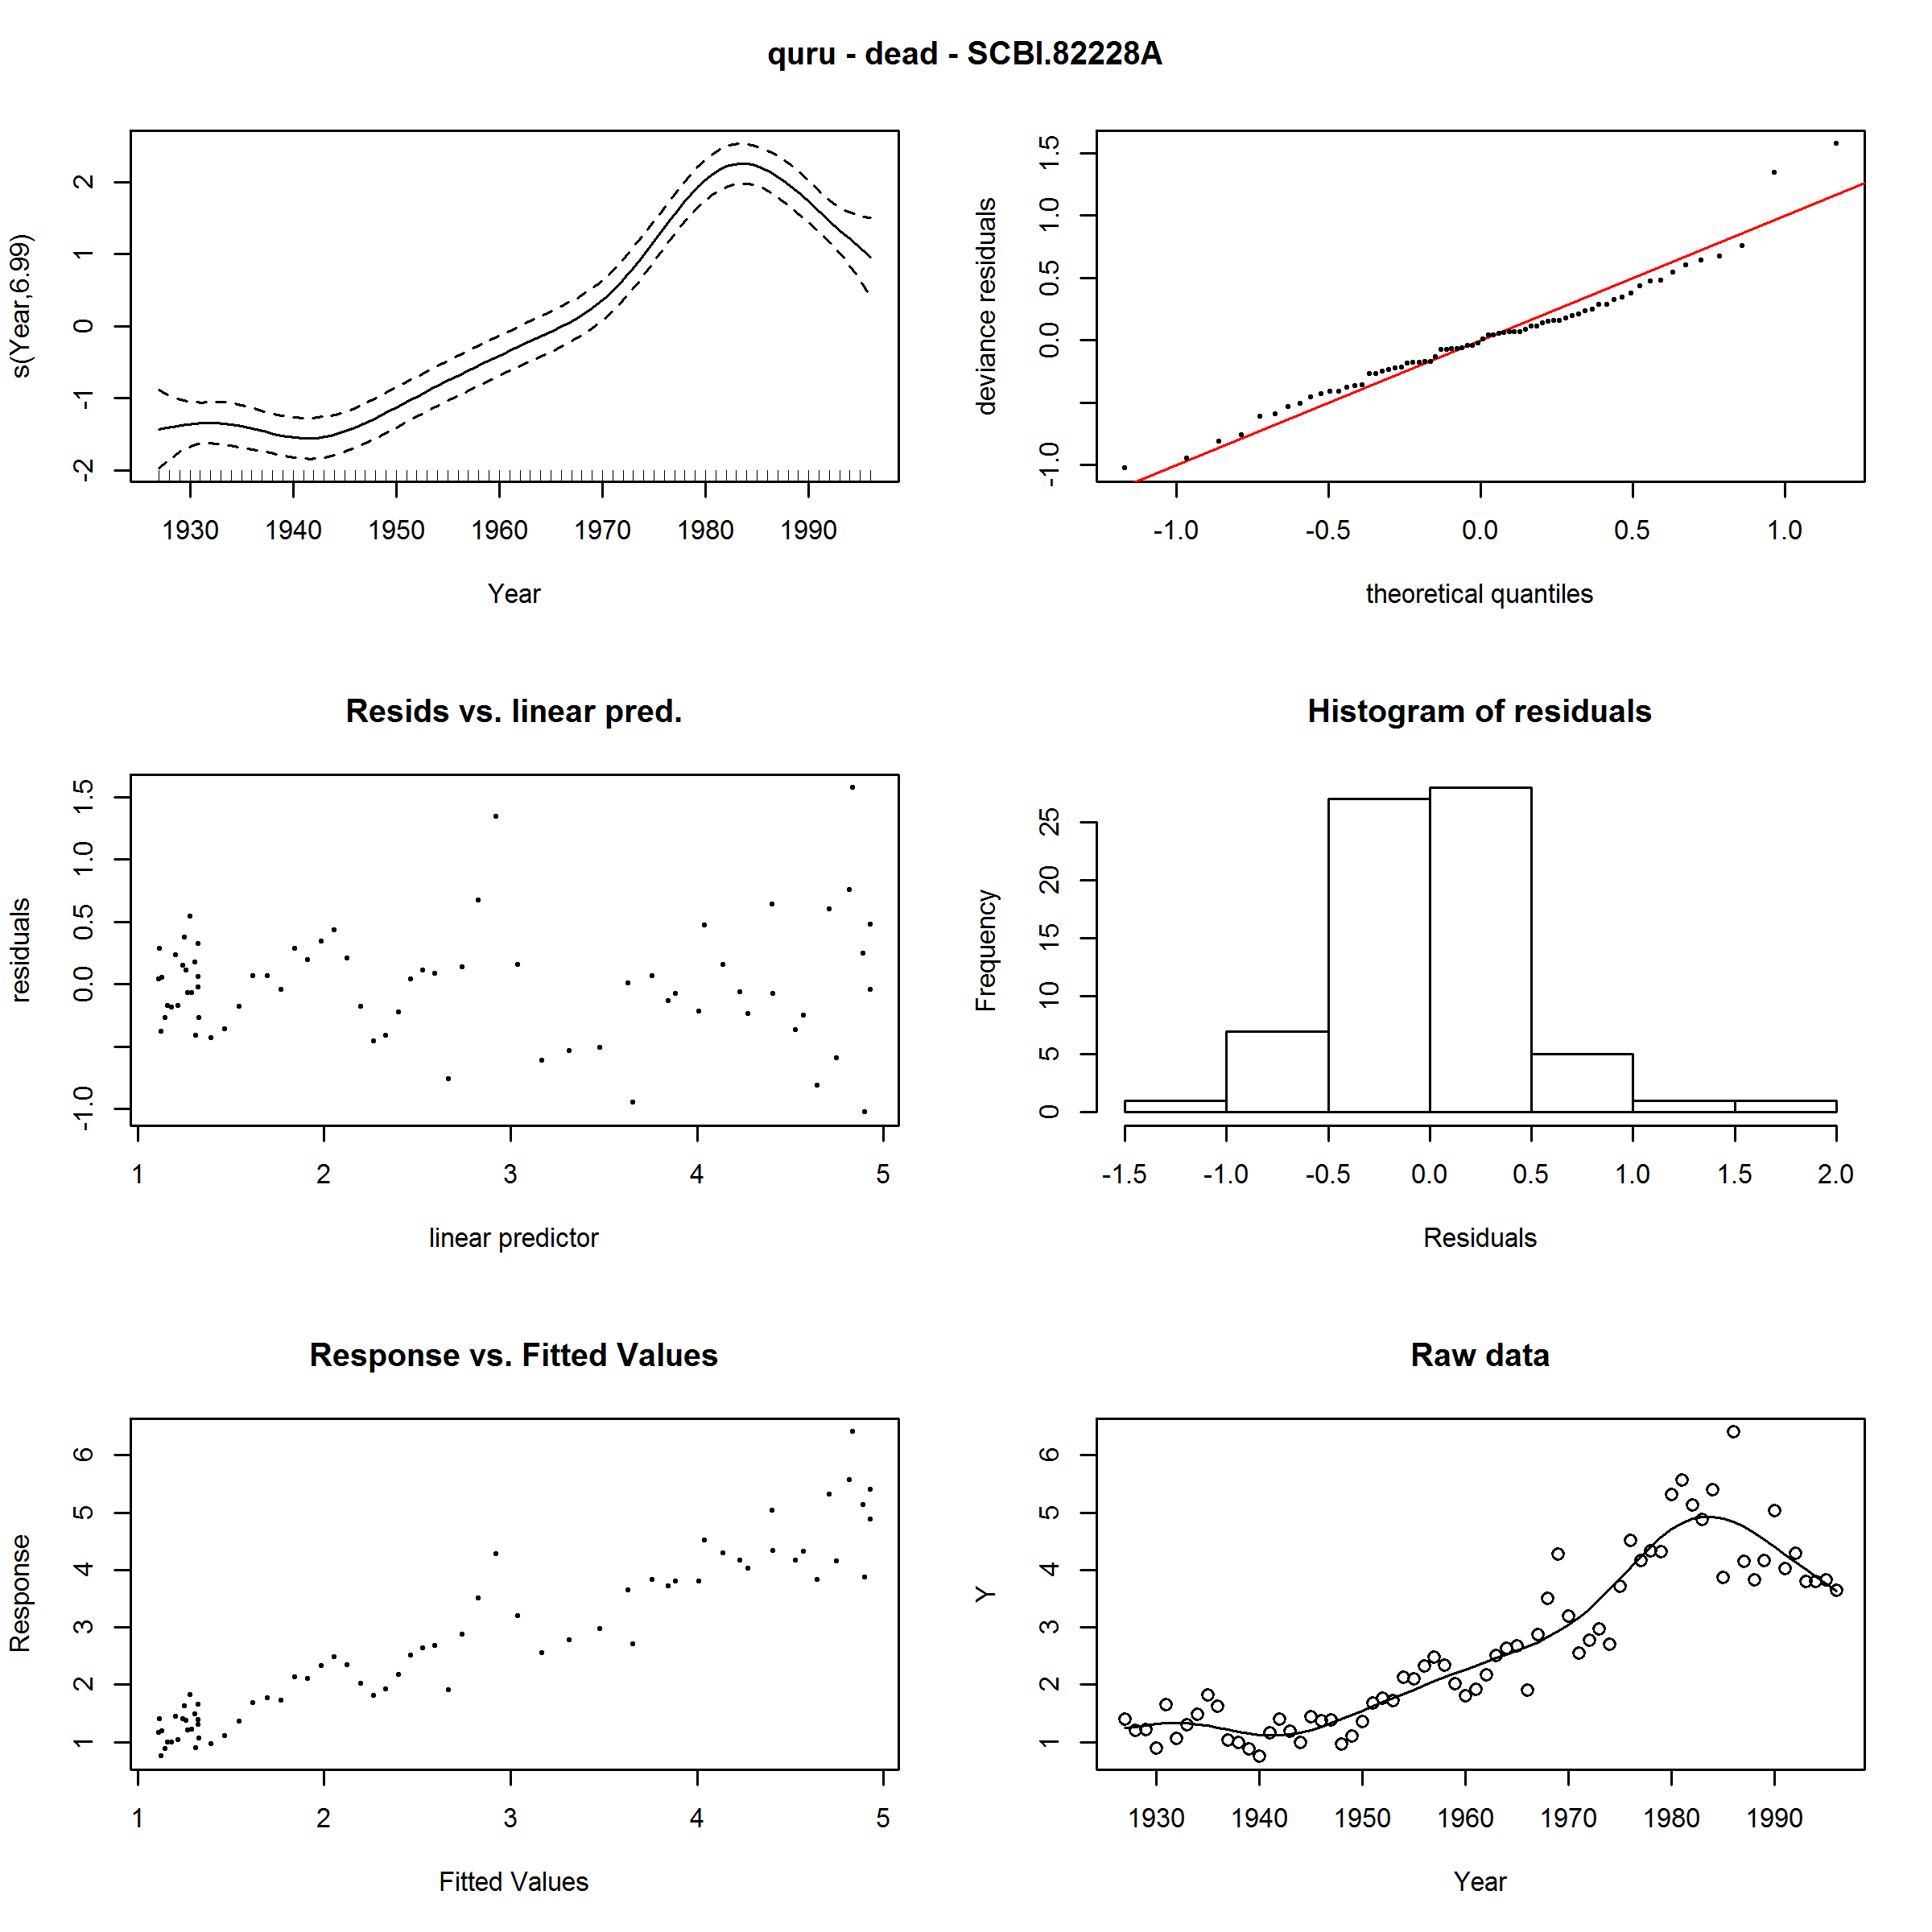 quru - dead - SCBI.82228A
s(Year,6.99)
2
1
0
-1
-2
1930 1940 1950 1960 1970 1980 1990
Year
deviance residuals
1.5
1.0
0.5
0.0
-1.0
-1.0 -0.5 0.0 0.5 1.0
theoretical quantiles
Resids vs. linear pred.
residuals
1.5
1.0
0.5
0.0
-1.0
1 2 3 4 5
linear predictor
Histogram of residuals
Frequency
25
20
15
10
5
0
-1.5 -1.0 -0.5 0.0 0.5 1.0 1.5 2.0
Residuals
Response vs. Fitted Values
Response
6
5
4
3
2
1
1 2 3 4 5
Fitted Values
Raw data
Y
6
5
4
3
2
1
1930 1940 1950 1960 1970 1980 1990
Year